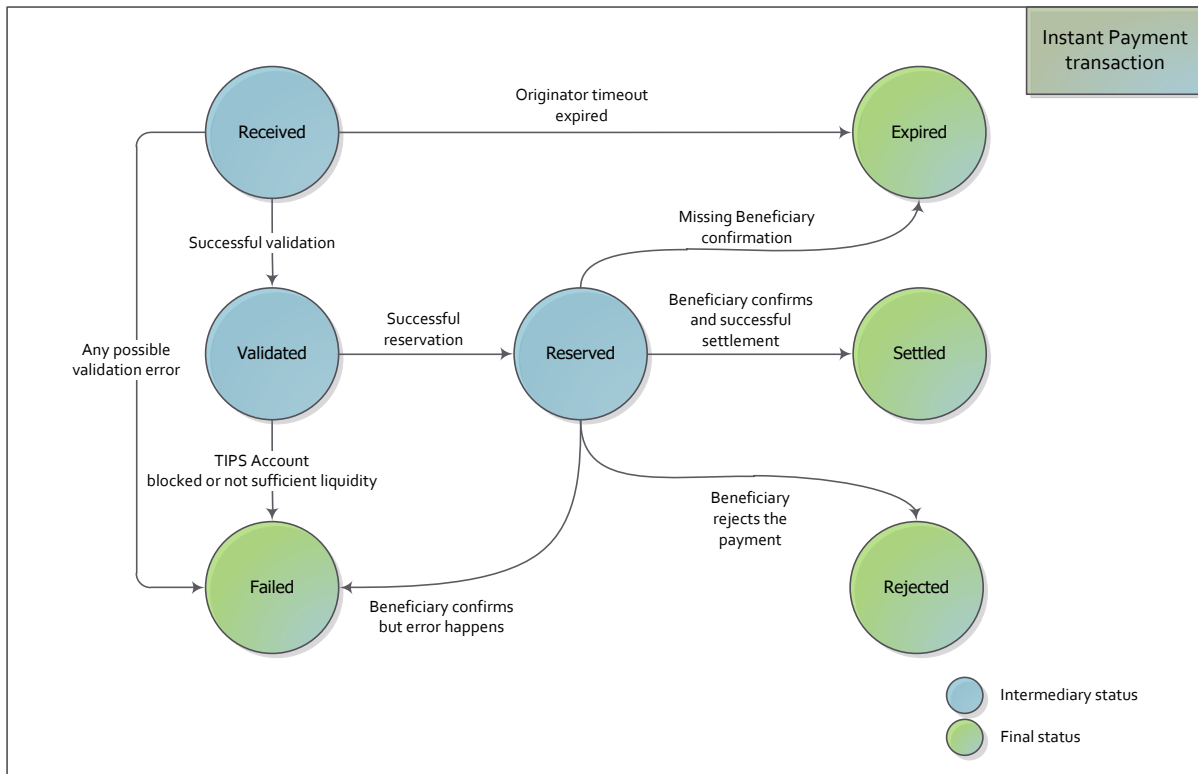 Instant Payment
transaction
Originator timeout
expired
Received
Expired
Missing Beneficiary
confirmation
Successful validation
Beneficiary confirms
and successful
settlement
Successful
reservation
Any possible
validation error
Validated
Reserved
Settled
TIPS Account
blocked or not sufficient liquidity
Beneficiary
rejects the
payment
Failed
Rejected
Beneficiary confirms
but error happens
Intermediary status
Final status